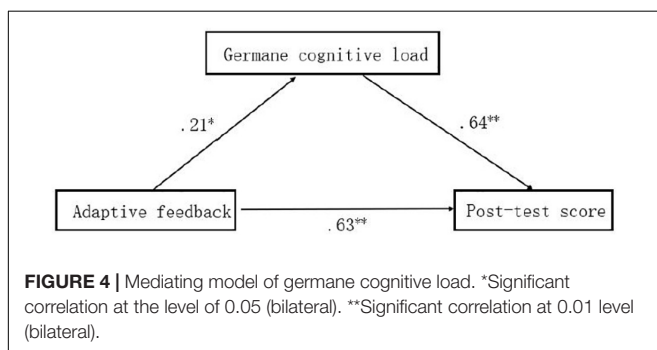 Germane cognitive load
.21*
.64**
Adaptive feedback
Post-test score
.63**
FIGURE 4 | Mediating model of germane cognitive load. *Significant
correlation at the level of 0.05 (bilateral). **Significant correlation at 0.01 level
(bilateral).